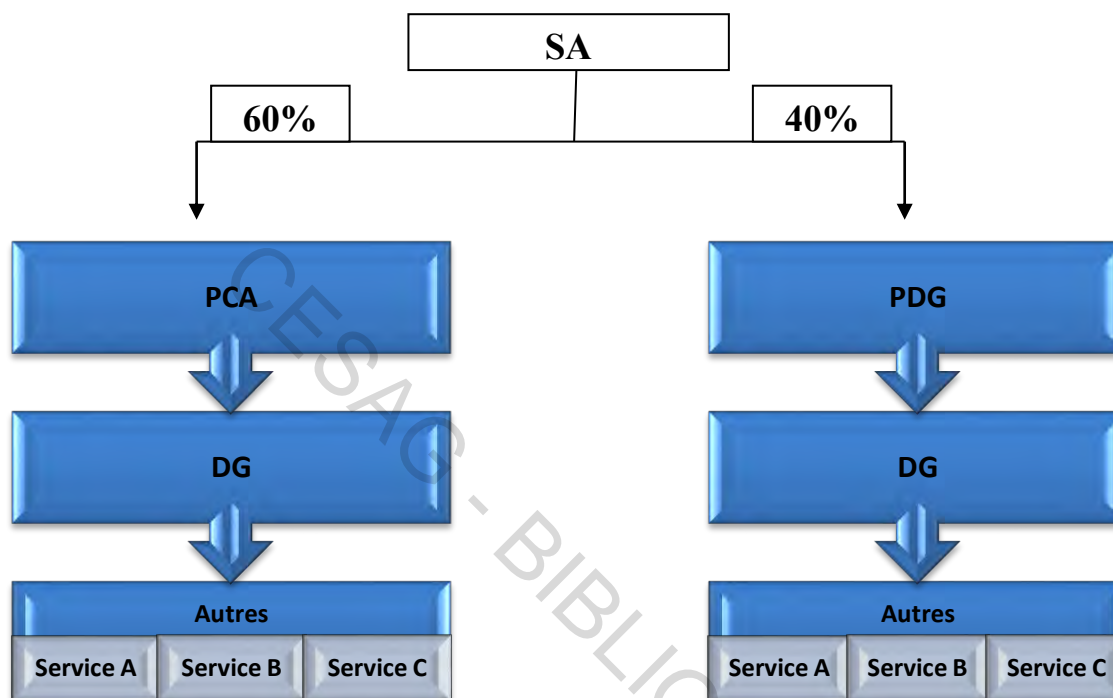 SA
60%
40%
PCA
PDG
DG
DG
Autres
Autres
Service A
Service B
Service C
Service A
Service B
Service C
CESAG - BIBLIO